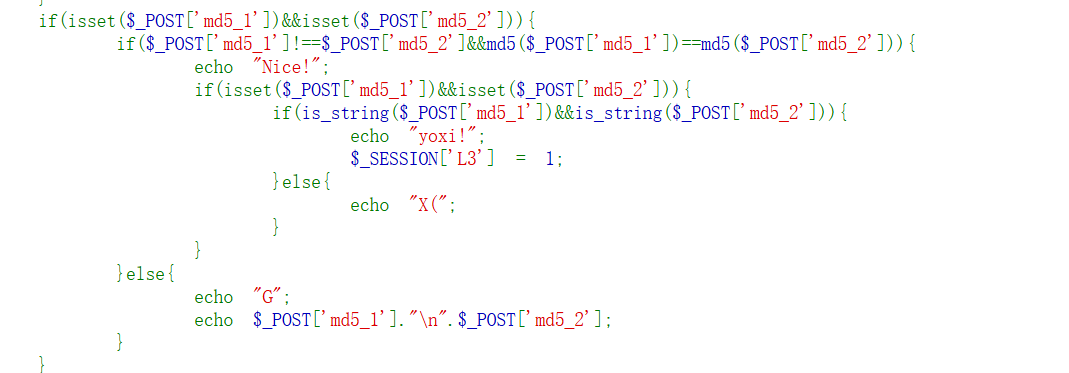 }
if(isset($_POST['md5_1'])&&isset($_POST['md5_2'])){
if($_POST['md5_1']!==$_POST['md5_2']&&md5($_POST['md5_1'])==md5($_POST['md5_2'])){
echo "Nice!";
if(isset($_POST['md5_1'])&&isset($_POST['md5_2'])){
if(is_string($_POST['md5_1'])&&is_string($_POST['md5_2'])){
echo "yoxi!";
$_SESSION['L3'] = 1;
}else{
echo "X(";
}
}
}else{
echo "G";
echo $_POST['md5_1']."\n".$_POST['md5_2'];
}
}